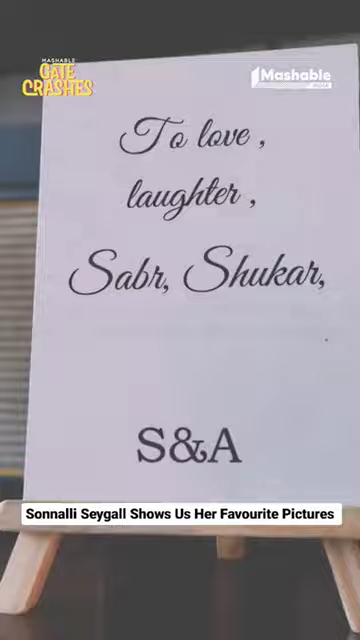 MASHABLE
GATE
CRASHES
Mashable
INDIA
To love ,
laughter ,
Sabr, Shukar,
S&A
Sonnalli Seygall Shows Us Her Favourite Pictures